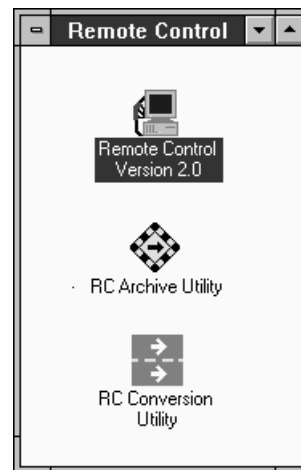 Remote Control
Remote Control
Version 2.0
RC Archive Utility
RC Conversion
Utility